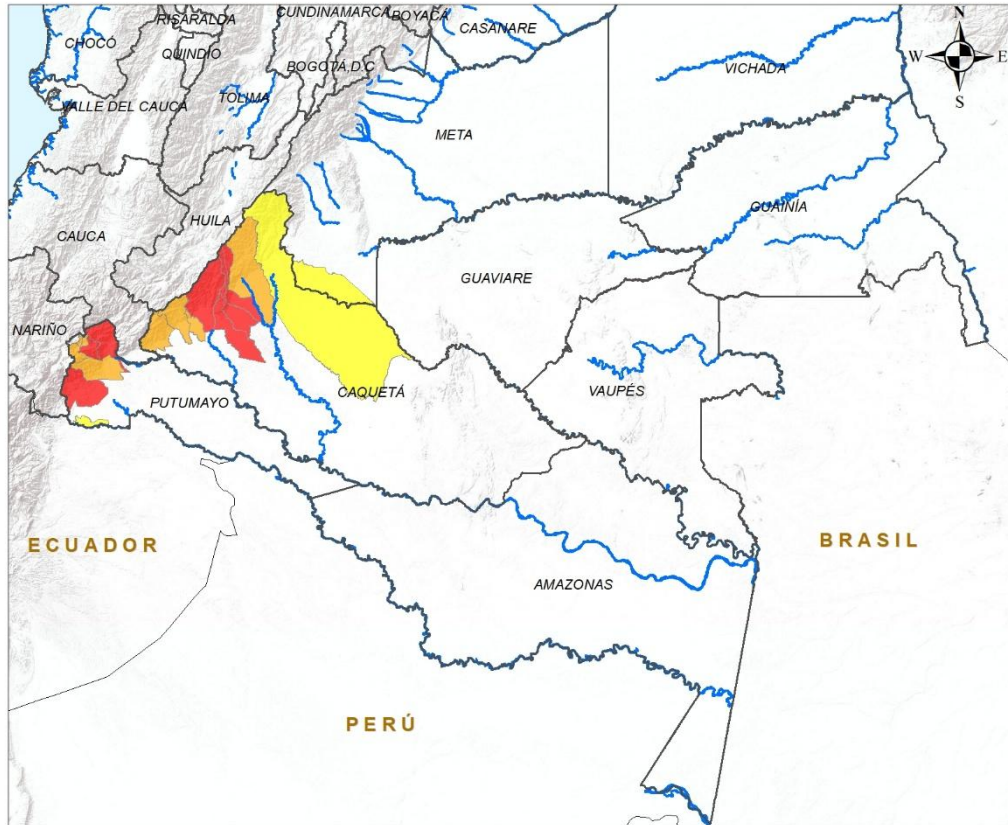 CUNDINAMARCA
BOYACÁ
RISARALDA
CASANARE
N
CHOCÓ
QUINDÍO
BOGOTÁ,D.C
VICHADA
W
E
S
TOLIMA
VALLE DEL CAUCA
META
GUAINÍA
HUILA
CAUCA
GUAVIARE
NARIÑO
CAQUETÁ
VAUPÉS
PUTUMAYO
ECUADOR
BRASIL
AMAZONAS
PERÚ